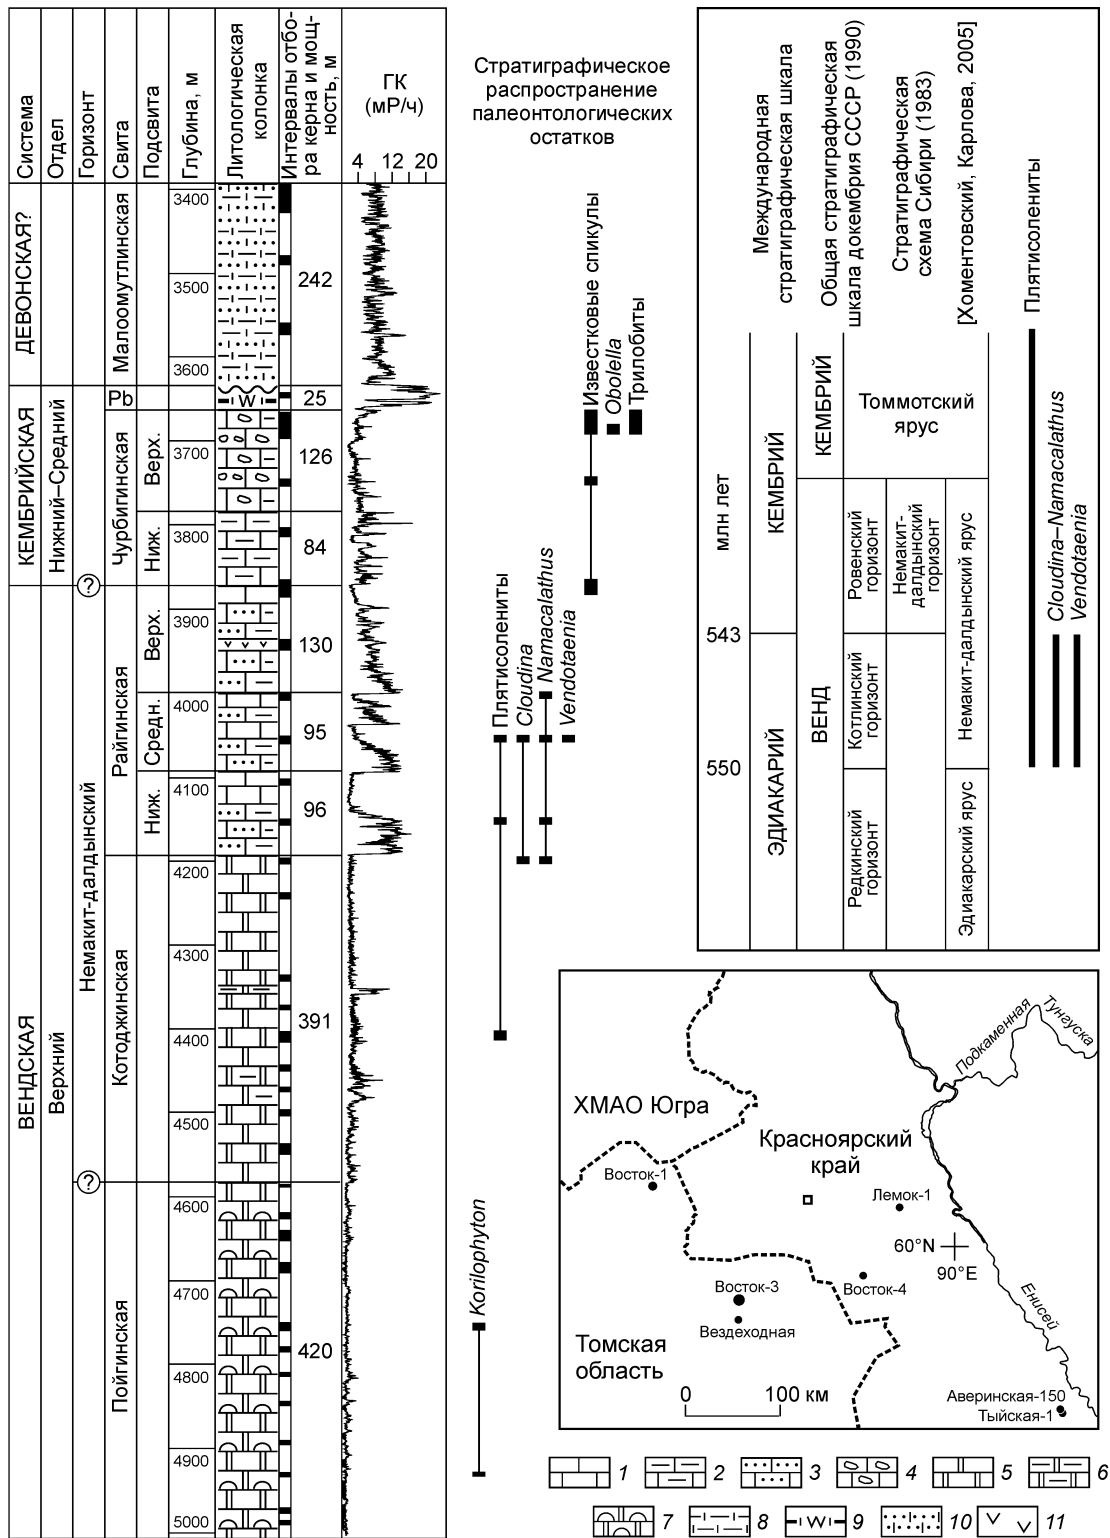 Система
Отдел
Горизонт
Свита
Подсвита
Глубина, м
Литологическая
колонка
Интервалы отбо-
ра керна и мощ-
ность, м
ГК
(мР/ч)
4 12 20
Стратиграфическое
распространение
палеонтологических
остатков
ДЕВОНСКАЯ?
КЕМБРИЙСКАЯ
ВЕНДСКАЯ
Нижний–Средний
Верхний
?
Немакит-далдынский
?
Малоомутлинская
Pb
Чурбигинская
Райгинская
Котоджинская
Пойгинская
Верх.
Ниж.
Верх.
Средн.
Ниж.
3400
3500
3600
3700
3800
3900
4000
4100
4200
4300
4400
4500
4600
4700
4800
4900
5000
W
242
25
126
84
130
95
96
391
420
Известковые спикулы
Obolella
Трилобиты
Плятисолениты
Cloudina
Namacalathus
Vendotaenia
Korilophyton
млн лет
543
550
Международная
стратиграфическая шкала
Общая стратиграфическая
шкала докембрия СССР (1990)
Стратиграфическая
схема Сибири (1983)
[Хоментовский, Карлова, 2005]
Плятисолениты
Cloudina–Namacalathus
Vendotaenia
КЕМБРИЙ
ЭДИАКАРИЙ
КЕМБРИЙ
ВЕНД
Томмотский
ярус
Ровенский
горизонт
Котлинский
горизонт
Редкинский
горизонт
Немакит-
далдынский
горизонт
Немакит-далдынский ярус
Эдиакарский ярус
Подкаменная
Тунгуска
ХМАО Югра
Красноярский
край
Восток-1
Лемок-1
60°N
90°E
Восток-3
Восток-4
Вездеходная
Енисей
Томская
область
0 100 км
Аверинская-150
Тыйская-1
1 2 3 4 5 6
7 8 W 9 10 11